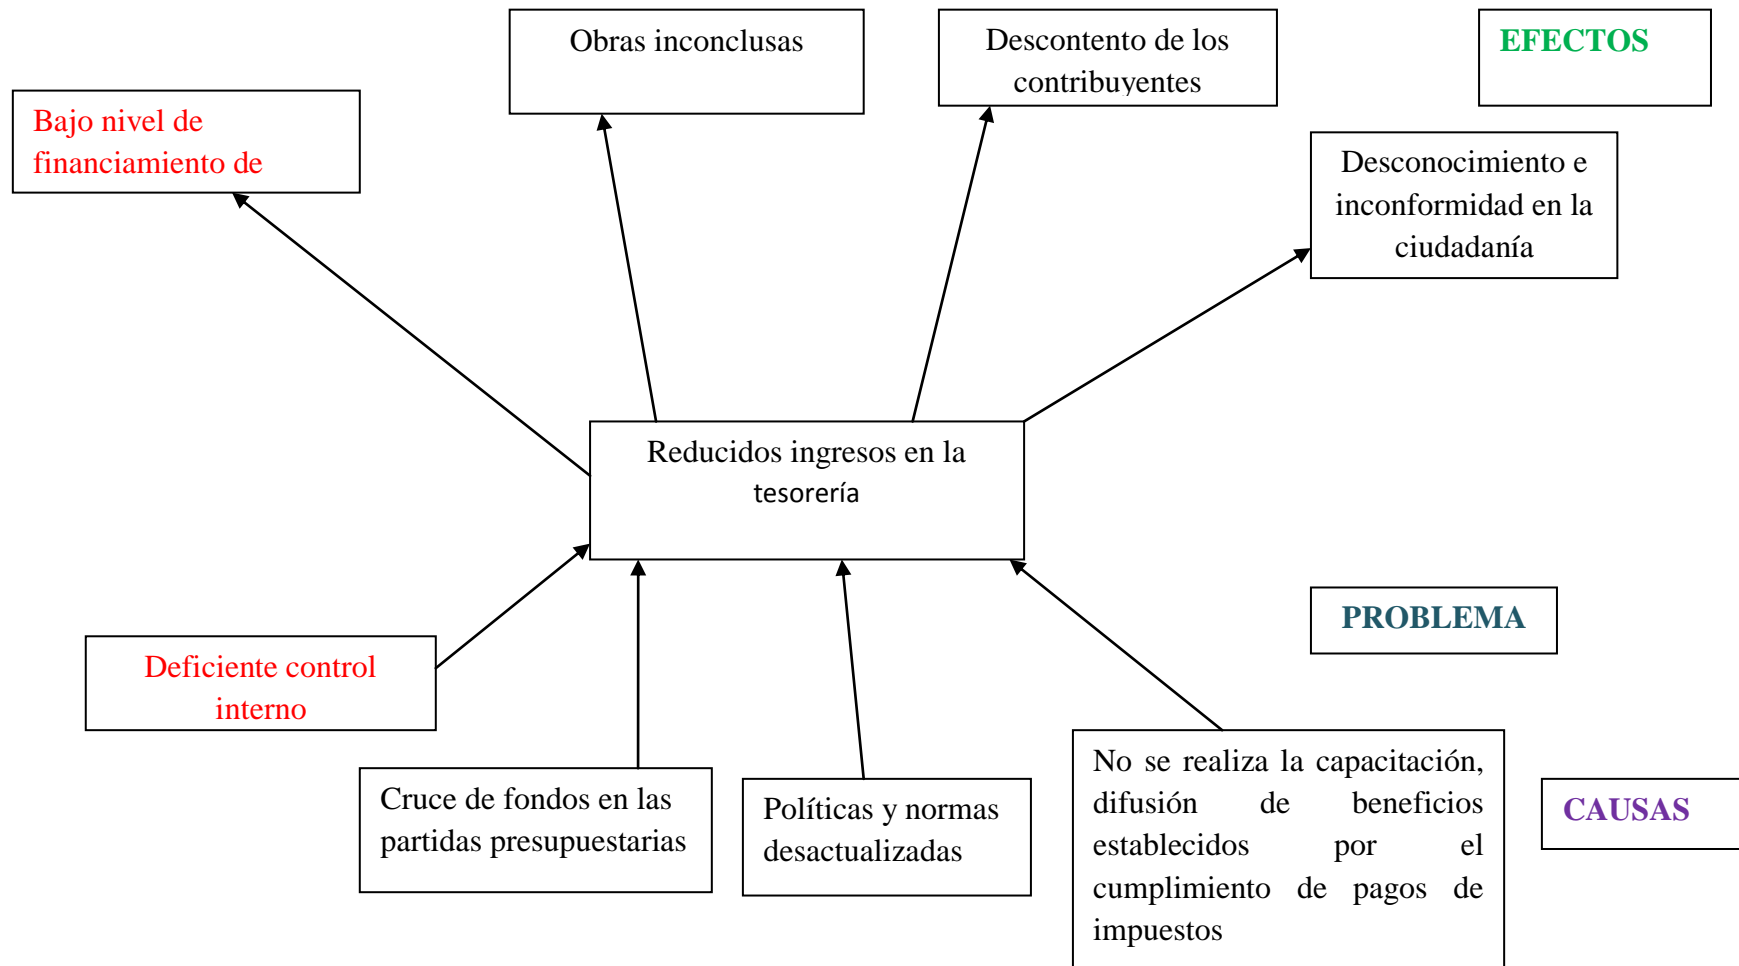 Obras inconclusas
Descontento de los
contribuyentes
EFECTOS
Bajo nivel de
financiamiento de
Desconocimiento e
inconformidad en la
ciudadanía
Reducidos ingresos en la
tesorería
PROBLEMA
Deficiente control
interno
Cruce de fondos en las
partidas presupuestarias
Políticas y normas
desactualizadas
No se realiza la capacitación,
difusión de beneficios
establecidos por el
cumplimiento de pagos de
impuestos
CAUSAS